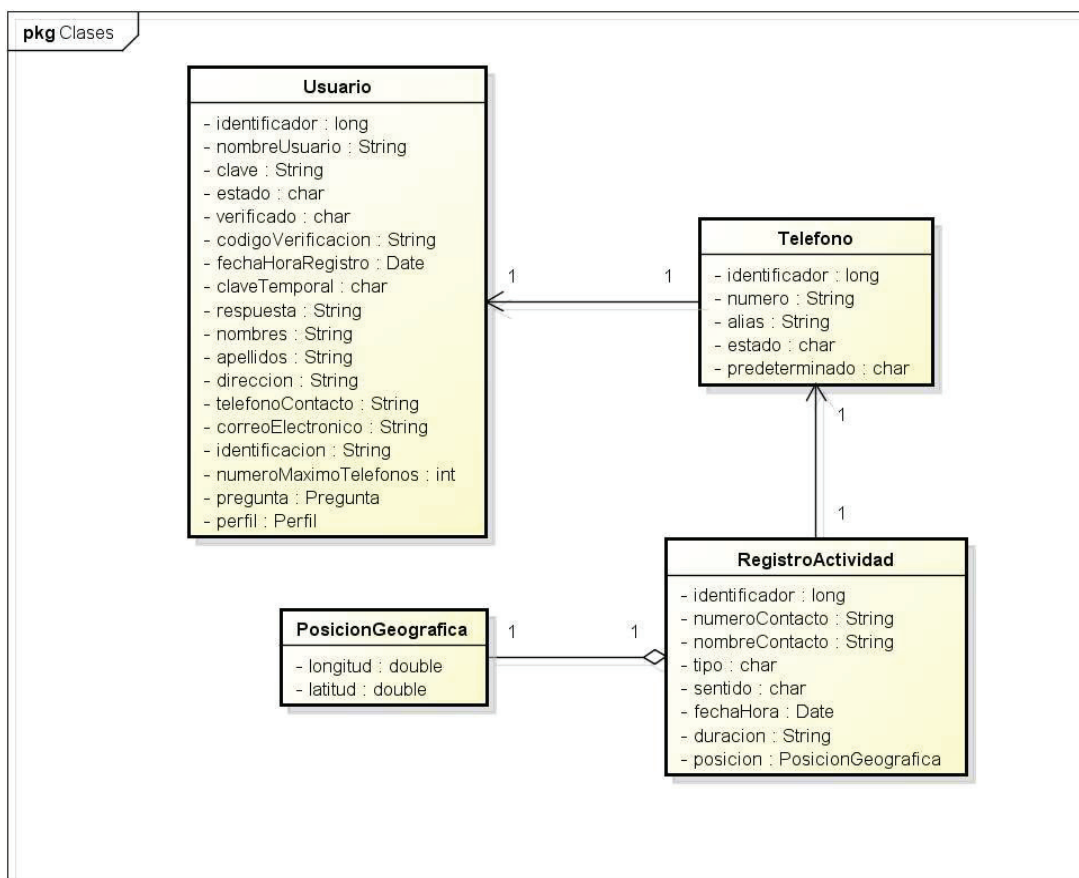 pkg Clases
Usuario
- identificador : long
- nombreUsuario : String
- clave : String
- estado : char
- verificado : char
- codigoVerificacion : String
- fechaHoraRegistro : Date
- claveTemporal : char
- respuesta : String
- nombres : String
- apellidos : String
- direccion : String
- telefonoContacto : String
- correoElectronico : String
- identificacion : String
- numeroMaximoTelefonos : int
- pregunta : Pregunta
- perfil : Perfil
1 1
Telefono
- identificador : long
- numero : String
- alias : String
- estado : char
- predeterminado : char
1
1
PosicionGeografica
- longitud : double
- latitud : double
1 1
RegistroActividad
- identificador : long
- numeroContacto : String
- nombreContacto : String
- tipo : char
- sentido : char
- fechaHora : Date
- duracion : String
- posicion : PosicionGeografica